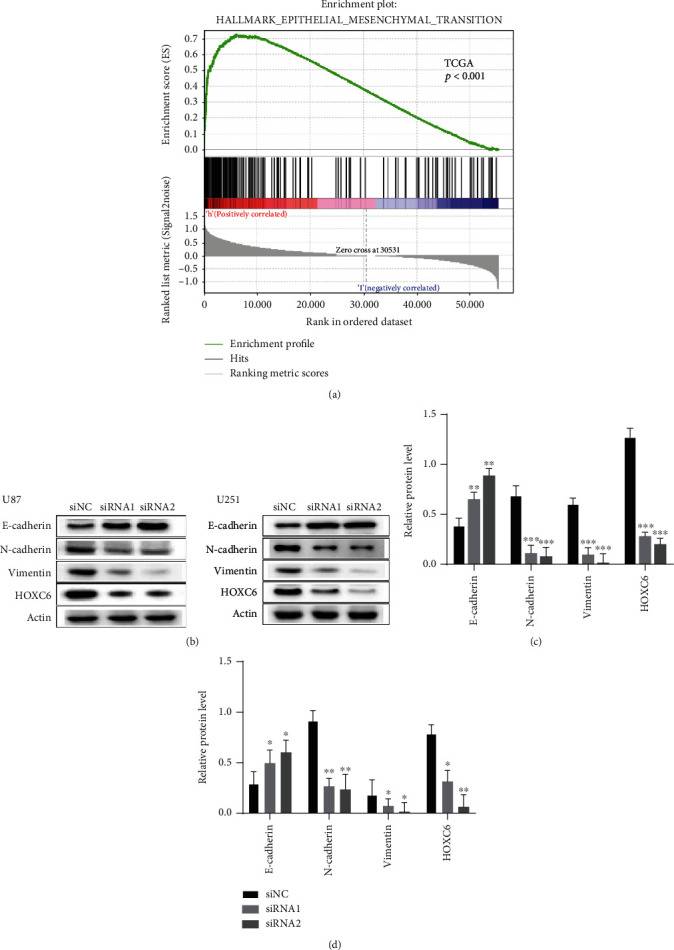 Enrichment plot:
HALLMARK_EPITHELIAL_MESENCHYMAL_TRANSITION
Enrichment score (ES)
0.7
0.6
0.5
0.4
0.3
0.2
0.1
0.0
TCGA
p < 0.001
Ranked list metric (Signal2noise)
'h'(Positively correlated)
1.5
1.0
0.5
0.0
−0.5
−1.0
Zero cross at 30531
'l'(negatively correlated)
0 10.000 20.000 30.000 40.000 50.000
Rank in ordered dataset
Enrichment profile
Hits
Ranking metric scores
(a)
U87
siNC siRNA1 siRNA2
E-cadherin
N-cadherin
Vimentin
HOXC6
Actin
U251
siNC siRNA1 siRNA2
E-cadherin
N-cadherin
Vimentin
HOXC6
Actin
(b)
Relative protein level
1.5
1.0
0.5
0.0
** **
*** ***
*** ***
*** ***
E-cadherin
N-cadherin
Vimentin
HOXC6
(c)
Relative protein level
1.5
1.0
0.5
0.0
* *
** **
* *
* **
E-cadherin
N-cadherin
Vimentin
HOXC6
siNC
siRNA1
siRNA2
(d)